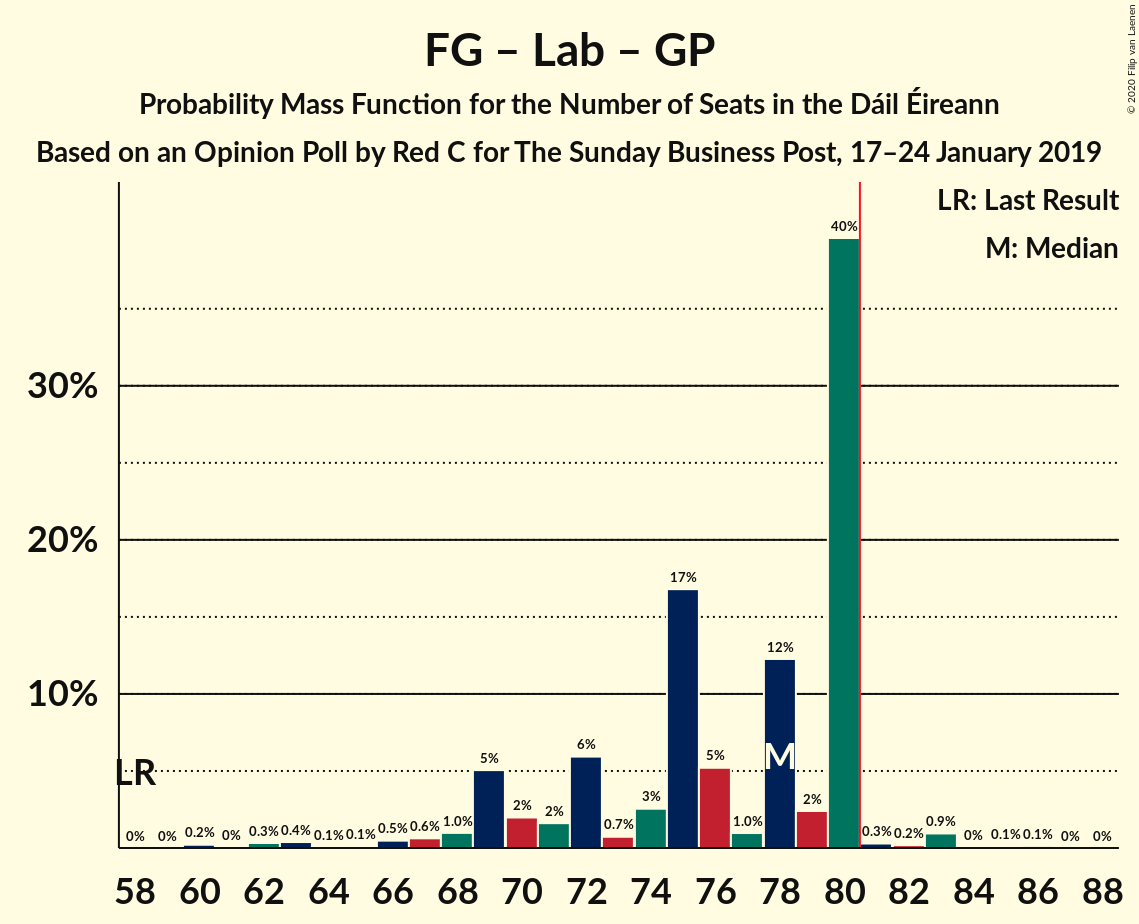 FG – Lab – GP
Probability Mass Function for the Number of Seats in the Dáil Éireann
Based on an Opinion Poll by Red C for The Sunday Business Post, 17–24 January 2019
© 2020 Filip van Laenen
LR: Last Result
M: Median
40%
30%
20%
17%
12%
10%
M
LR
0% 0% 0.2% 0% 0.3% 0.4% 0.1% 0.1% 0.5% 0.6% 1.0% 5% 2% 2% 6% 0.7% 3% 5% 1.0% 2% 0.3% 0.2% 0.9% 0% 0.1% 0.1% 0% 0%
58 60 62 64 66 68 70 72 74 76 78 80 82 84 86 88